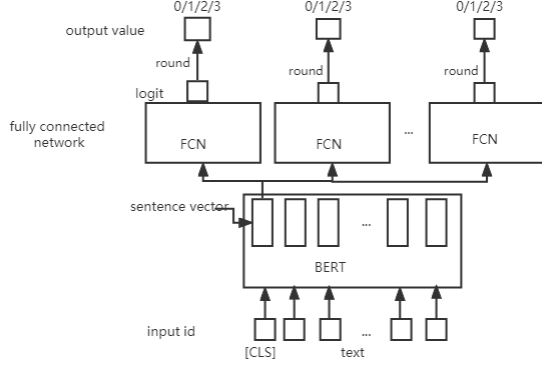 0/1/2/3 0/1/2/3 0/1/2/3
output value
round round round
logit
fully connected
network
FCN FCN ... FCN
sentence vector
...
BERT
input id ...
[CLS] text